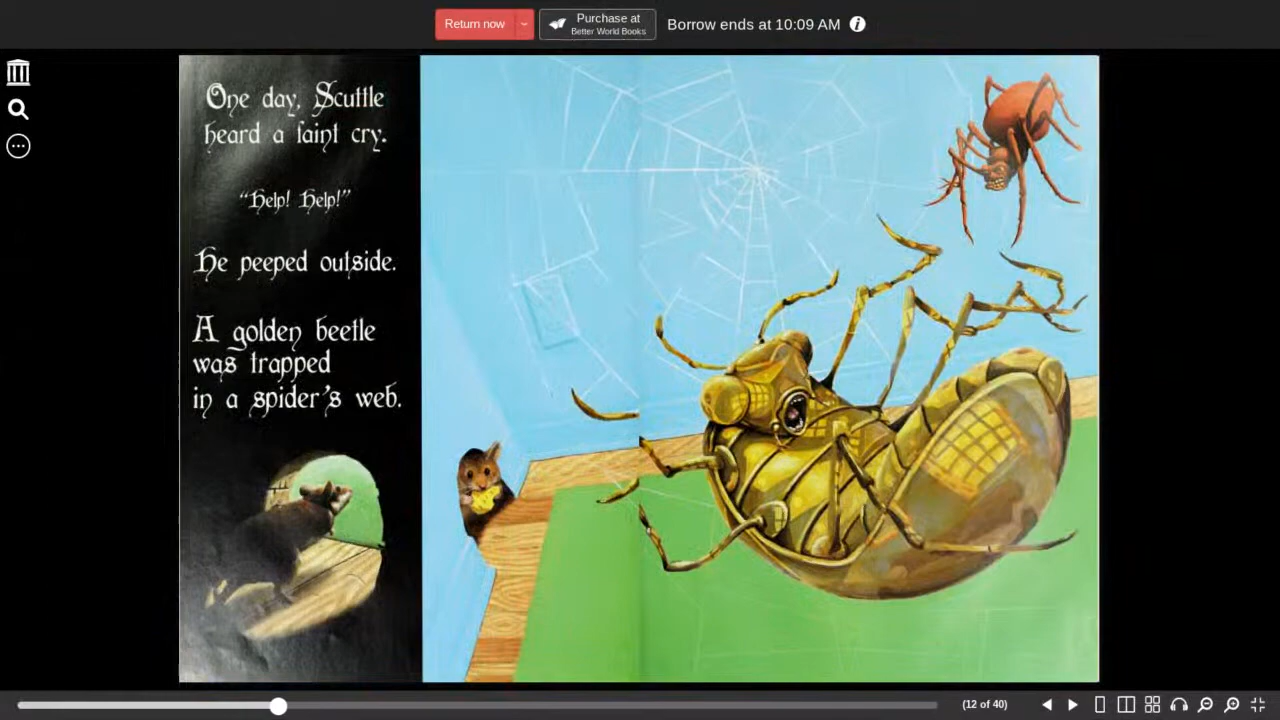 Return now
Purchase at
Better World Books
Borrow ends at 10:09 AM
One day, Scuttle
heard a faint cry.
“Help! Help!”
He peeped outside.
A golden beetle
was trapped
in a spider’s web.
(12 of 40)